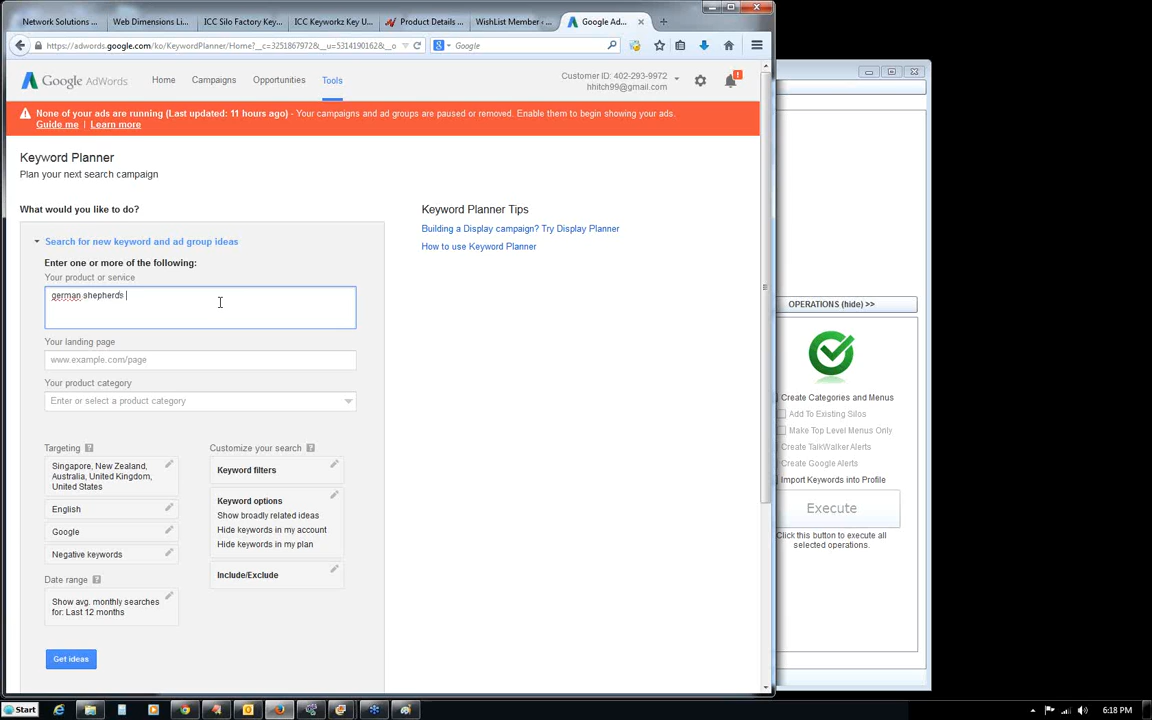 Network Solutions ...
Web Dimensions Li...
ICC Silo Factory Key...
ICC Keyworkz Key U...
Product Details ...
WishList Member ‹ ...
Google Ad...
https://adwords.google.com/ko/KeywordPlanner/Home?__c=3251867972&__u=5314190162&__o
Google
Google AdWords
Home
Campaigns
Opportunities
Tools
Customer ID: 402-293-9972
hhitch99@gmail.com
None of your ads are running (Last updated: 11 hours ago) - Your campaigns and ad groups are paused or removed. Enable them to begin showing your ads.
Guide me | Learn more
Keyword Planner
Plan your next search campaign
What would you like to do?
Keyword Planner Tips
Building a Display campaign? Try Display Planner
How to use Keyword Planner
Search for new keyword and ad group ideas
Enter one or more of the following:
Your product or service
german shepherds
Your landing page
www.example.com/page
Your product category
Enter or select a product category
Targeting ?
Singapore, New Zealand,
Australia, United Kingdom,
United States
English
Google
Negative keywords
Date range ?
Show avg. monthly searches
for: Last 12 months
Customize your search ?
Keyword filters
Keyword options
Show broadly related ideas
Hide keywords in my account
Hide keywords in my plan
Include/Exclude
Get ideas
OPERATIONS (hide) >>
Create Categories and Menus
Add To Existing Silos
Make Top Level Menus Only
Create TalkWalker Alerts
Create Google Alerts
Import Keywords into Profile
Execute
Click this button to execute all
selected operations.
Start
6:18 PM